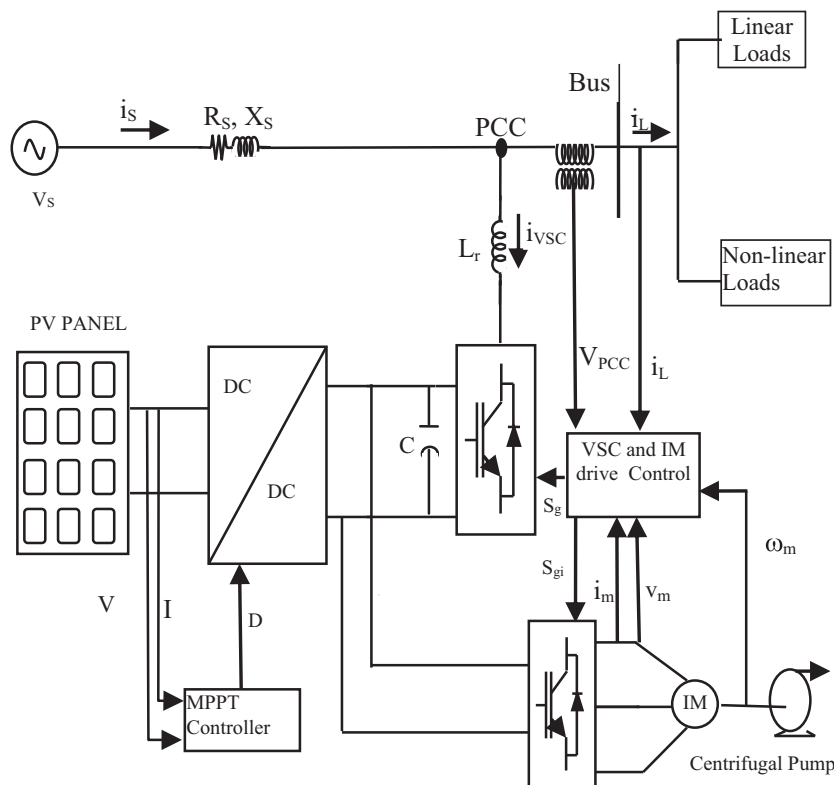 Linear
Loads
Bus
iS
RS, XS
PCC
iL
VS
iVSC
Lr
Non-linear
Loads
PV PANEL
VPCC
iL
DC
C
VSC and IM
drive Control
DC
Sg
ωm
Sgi
im
vm
V
I
D
MPPT
Controller
IM
Centrifugal Pump